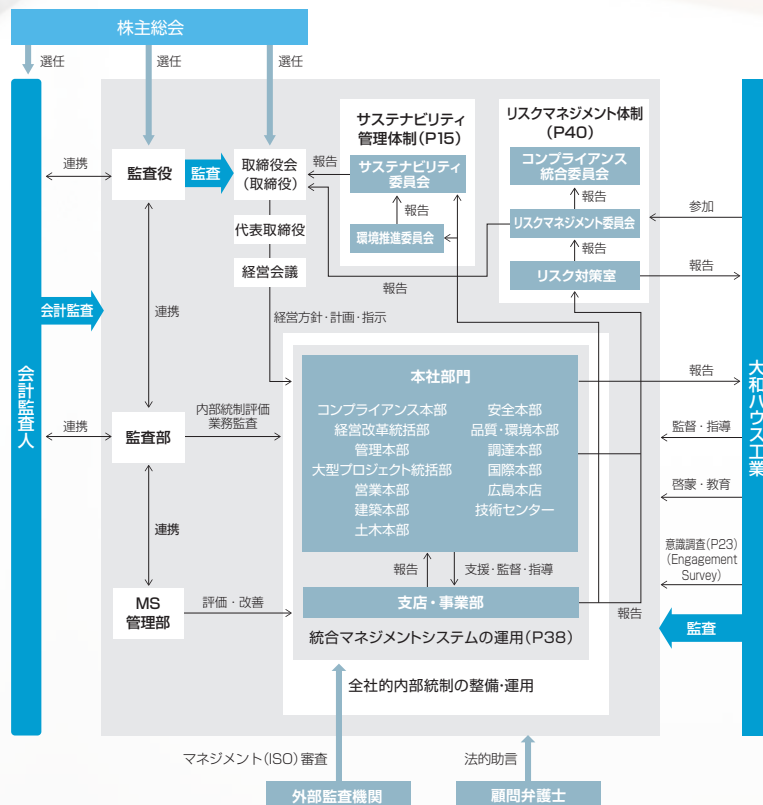 株主総会
選任
選任
選任
会計監査人
連携
監査役
監査
取締役会
(取締役)
代表取締役
経営会議
報告
サステナビリティ
管理体制(P15)
サステナビリティ
委員会
報告
環境推進委員会
リスクマネジメント体制
(P40)
コンプライアンス
統合委員会
報告
リスクマネジメント委員会
報告
リスク対策室
報告
参加
報告
大和ハウス工業
会計監査
連携
経営方針・計画・指示
連携
監査部
内部統制評価
業務監査
本社部門
コンプライアンス本部
経営改革統括部
管理本部
大型プロジェクト統括部
営業本部
建築本部
土木本部
安全本部
品質・環境本部
調達本部
国際本部
広島本店
技術センター
報告
監督・指導
啓蒙・教育
意識調査(P23)
(Engagement
Survey)
監査
連携
報告
支援・監督・指導
MS
管理部
評価・改善
支店・事業部
報告
統合マネジメントシステムの運用(P38)
全社的内部統制の整備・運用
マネジメント(ISO)審査
法的助言
外部監査機関
顧問弁護士